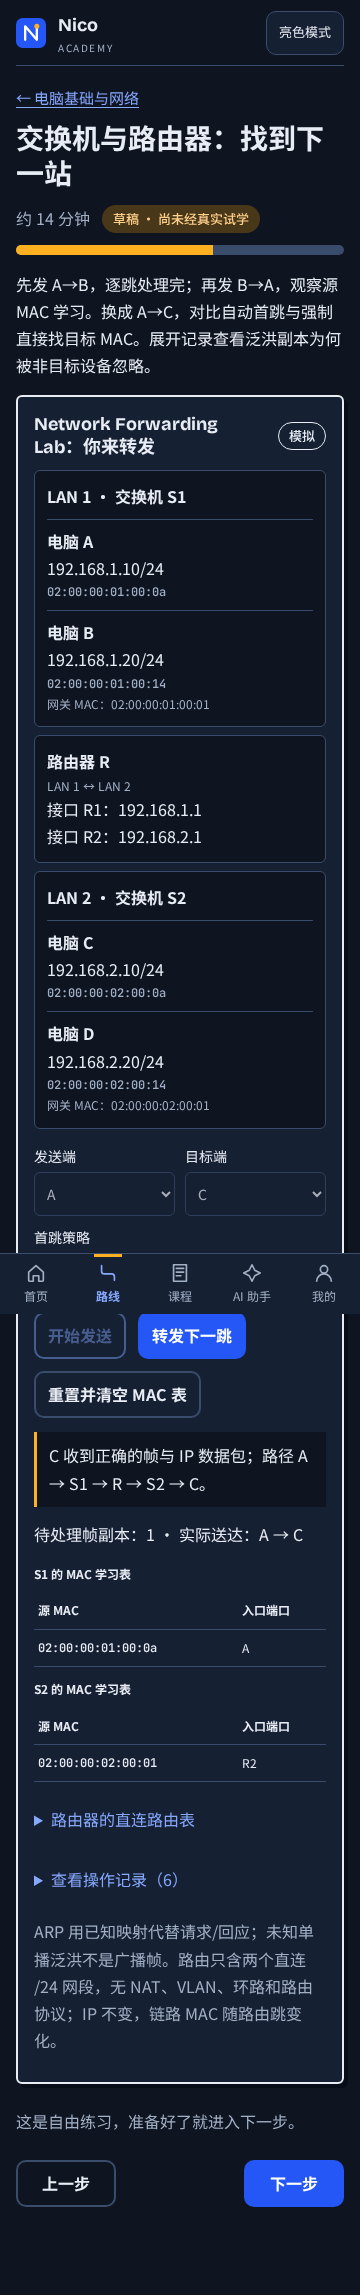 Nico
ACADEMY
亮色模式
← 电脑基础与网络
交换机与路由器：找到下
一站
约 14 分钟
草稿 · 尚未经真实试学
先发 A→B，逐跳处理完；再发 B→A，观察源
MAC 学习。换成 A→C，对比自动首跳与强制
直接找目标 MAC。展开记录查看泛洪副本为何
被非目标设备忽略。
Network Forwarding
Lab：你来转发
模拟
LAN 1 · 交换机 S1
电脑 A
192.168.1.10/24
02:00:00:01:00:0a
电脑 B
192.168.1.20/24
02:00:00:01:00:14
网关 MAC：02:00:00:01:00:01
路由器 R
LAN 1 ↔ LAN 2
接口 R1：192.168.1.1
接口 R2：192.168.2.1
LAN 2 · 交换机 S2
电脑 C
192.168.2.10/24
02:00:00:02:00:0a
电脑 D
192.168.2.20/24
02:00:00:02:00:14
网关 MAC：02:00:00:02:00:01
发送端
目标端
A
C
首跳策略
首页
路线
课程
AI 助手
我的
开始发送
转发下一跳
重置并清空 MAC 表
C 收到正确的帧与 IP 数据包；路径 A
→ S1 → R → S2 → C。
待处理帧副本：1 · 实际送达：A → C
S1 的 MAC 学习表
源 MAC
入口端口
02:00:00:01:00:0a
A
S2 的 MAC 学习表
源 MAC
入口端口
02:00:00:02:00:01
R2
路由器的直连路由表
查看操作记录（6）
ARP 用已知映射代替请求/回应；未知单
播泛洪不是广播帧。路由只含两个直连
/24 网段，无 NAT、VLAN、环路和路由
协议；IP 不变，链路 MAC 随路由跳变
化。
这是自由练习，准备好了就进入下一步。
上一步
下一步